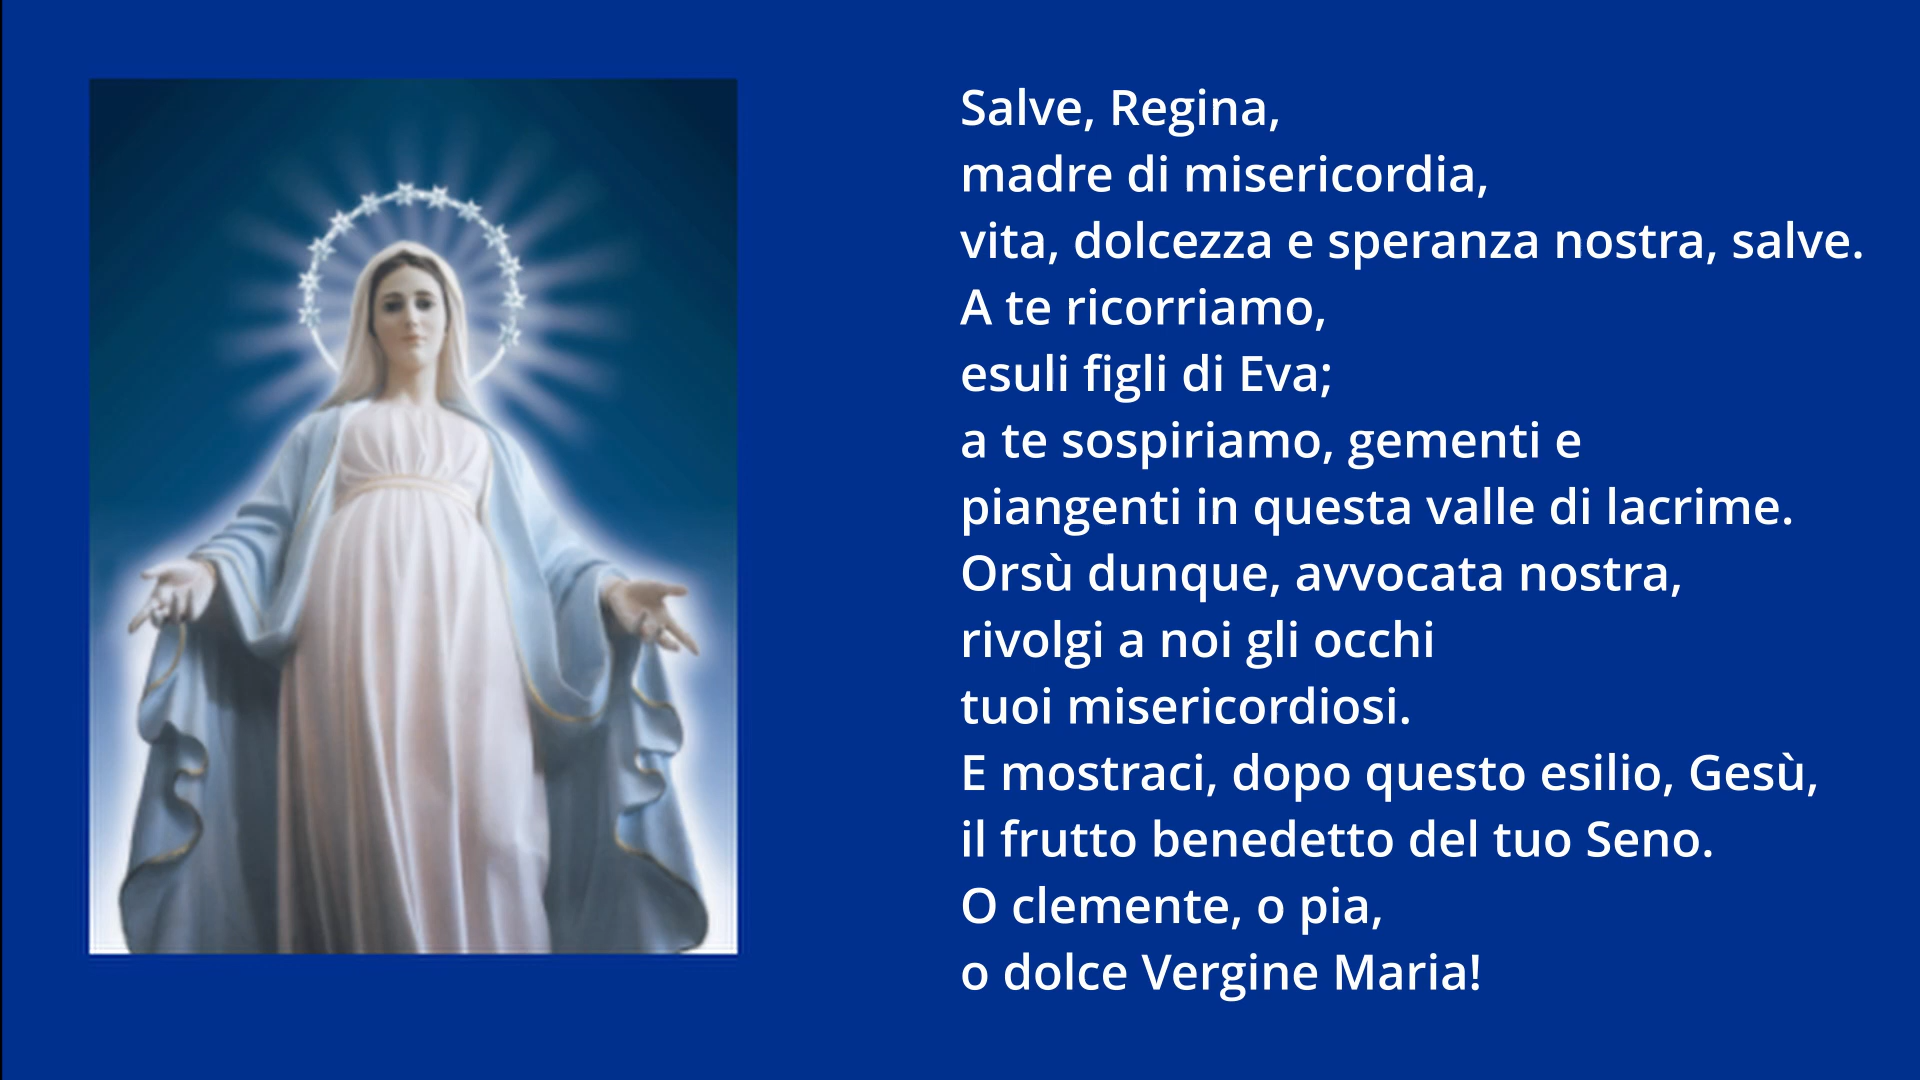 Salve, Regina,
madre di misericordia,
vita, dolcezza e speranza nostra, salve.
A te ricorriamo,
esuli figli di Eva;
a te sospiriamo, gementi e
piangenti in questa valle di lacrime.
Orsù dunque, avvocata nostra,
rivolgi a noi gli occhi
tuoi misericordiosi.
E mostraci, dopo questo esilio, Gesù,
il frutto benedetto del tuo Seno.
O clemente, o pia,
o dolce Vergine Maria!